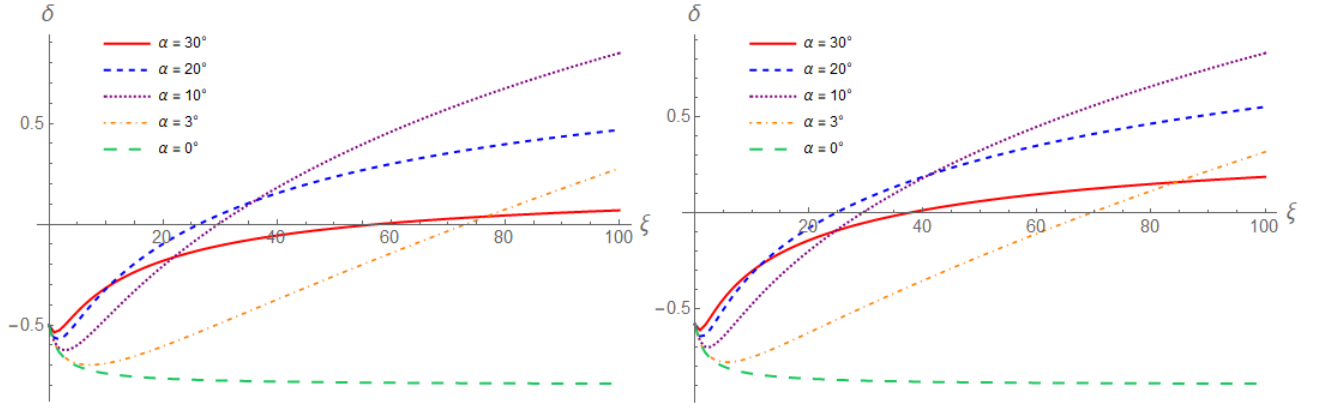 δ
α = 30°
α = 20°
α = 10°
α = 3°
α = 0°
0.5
-0.5
20
40
60
80
100
ξ
δ
α = 30°
α = 20°
α = 10°
α = 3°
α = 0°
0.5
-0.5
20
40
60
80
100
ξ